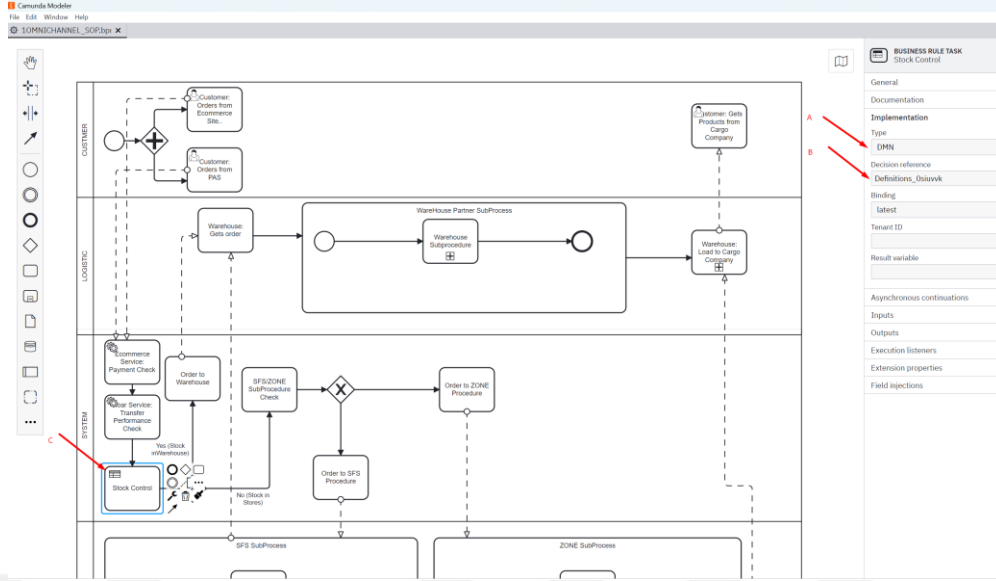 Camunda Modeler
File Edit Window Help
1OMNICHANNEL_SOP.bpi
BUSINESS RULE TASK
Stock Control
General
Documentation
Implementation
Type
DMN
Decision reference
Definitions_0siuvvk
Binding
latest
Tenant ID
Result variable
Asynchronous continuations
Inputs
Outputs
Execution listeners
Extension properties
Field injections
A
B
C
CUSTMER
Customer:
Orders from
Ecommerce
Site..
Customer:
Orders from
PAS
stomer: Gets
Products from
Cargo
Company
LOGISTIC
Warehouse:
Gets order
WareHouse Partner SubProcess
Warehouse
Subprocedure
Warehouse:
Load to Cargo
Company
SYSTEM
Ecommerce
Service:
Payment Check
Order to
Warehouse
Service: Transfer
Performance
Check
SFS/ZONE
SubProcedure
Check
Order to ZONE
Procedure
Yes (Stock
inWarehouse)
Stock Control
No (Stock in
Stores)
Order to SFS
Procedure
SFS SubProcess
ZONE SubProcess